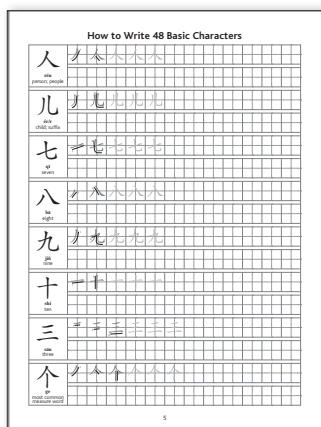 How to Write 48 Basic Characters
人
rén
person; people
儿
ér/r
child; suffix
七
qī
seven
八
bā
eight
九
jiǔ
nine
十
shí
ten
三
sān
three
个
gè
most common
measure word
5